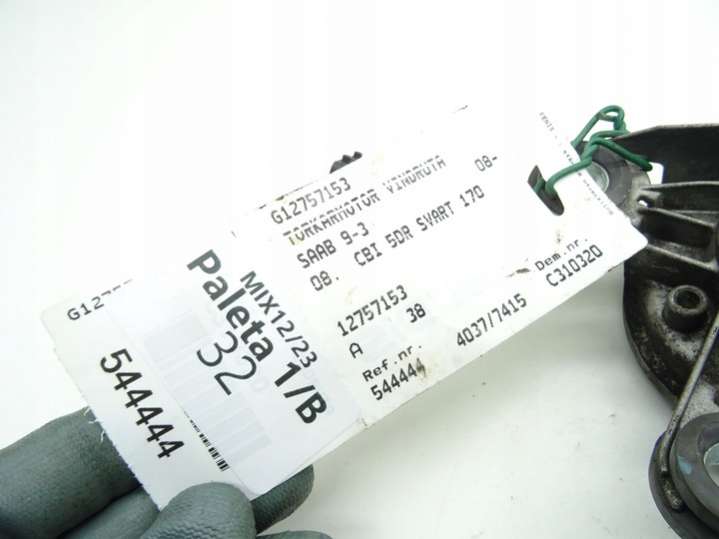 G12757153
TORKARMOTOR VINDRUTA 08-
SAAB 9-3
08. CBI 5DR SVART 170
12757153
A 38 4037/7415 Dem.nr.
Ref.nr. C310320
544444
MIX12/23
Paleta 1/B
32
544444